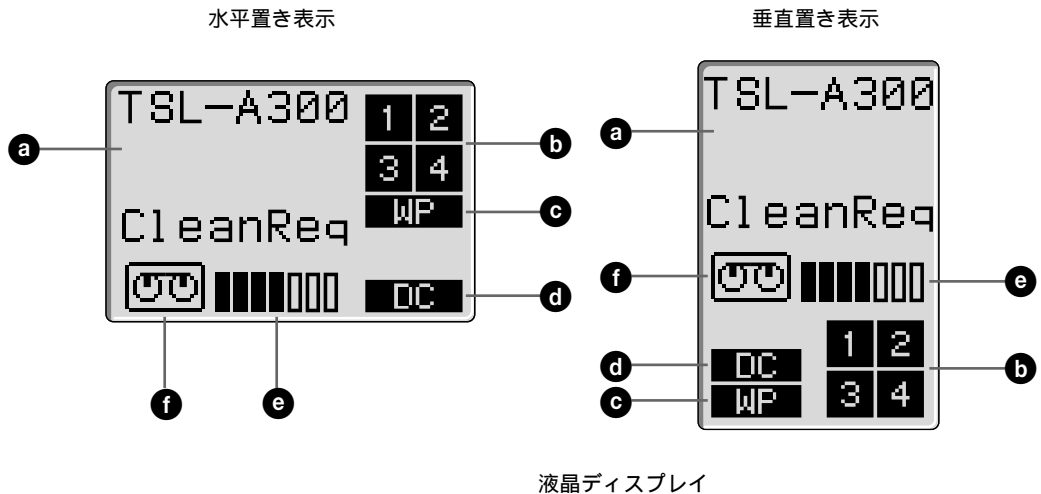 水平置き表示
TSL-A300
1 2
3 4
WP
CleanReq
DC
a
b
c
d
e
f
垂直置き表示
TSL-A300
CleanReq
1 2
DC
3 4
WP
a
f
e
d
b
c
液晶ディスプレイ